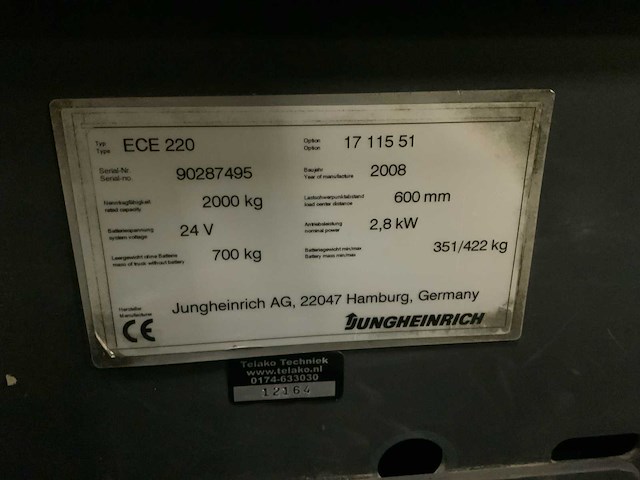 Typ ECE 220 Option 17 115 51
Type Option
Serial-Nr. 90287495 Baujahr 2008
Serial-no. Year of manufacture
Nenntragfähigkeit 2000 kg Lastschwerpunktabstand 600 mm
rated capacity load center distance
Batteriespannung 24 V Antriebsleistung 2,8 kW
system voltage nominal power
Leergewicht ohne Batterie 700 kg Batteriegewicht min/max 351/422 kg
mass of truck without battery Battery mass min/max
Hersteller Jungheinrich AG, 22047 Hamburg, Germany
Manufacturer
CE JUNGHEINRICH
Telako Techniek
www.telako.nl
0174-633030
12164